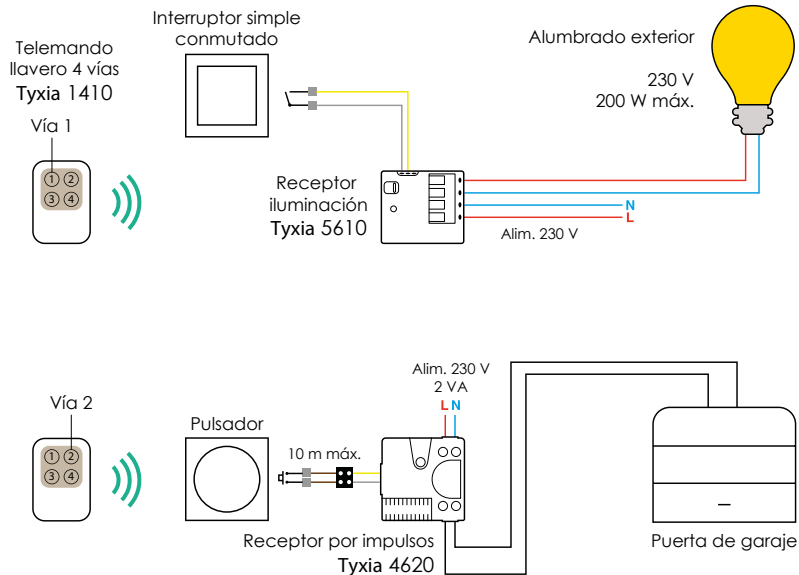 Interruptor simple
conmutado
Telemando
llavero 4 vías
Tyxia 1410
Vía 1
1 2
3 4
Alumbrado exterior
230 V
200 W máx.
Receptor
iluminación
Tyxia 5610
N
L
Alim. 230 V
Vía 2
1 2
3 4
Pulsador
10 m máx.
Alim. 230 V
2 VA
L N
Receptor por impulsos
Tyxia 4620
Puerta de garaje